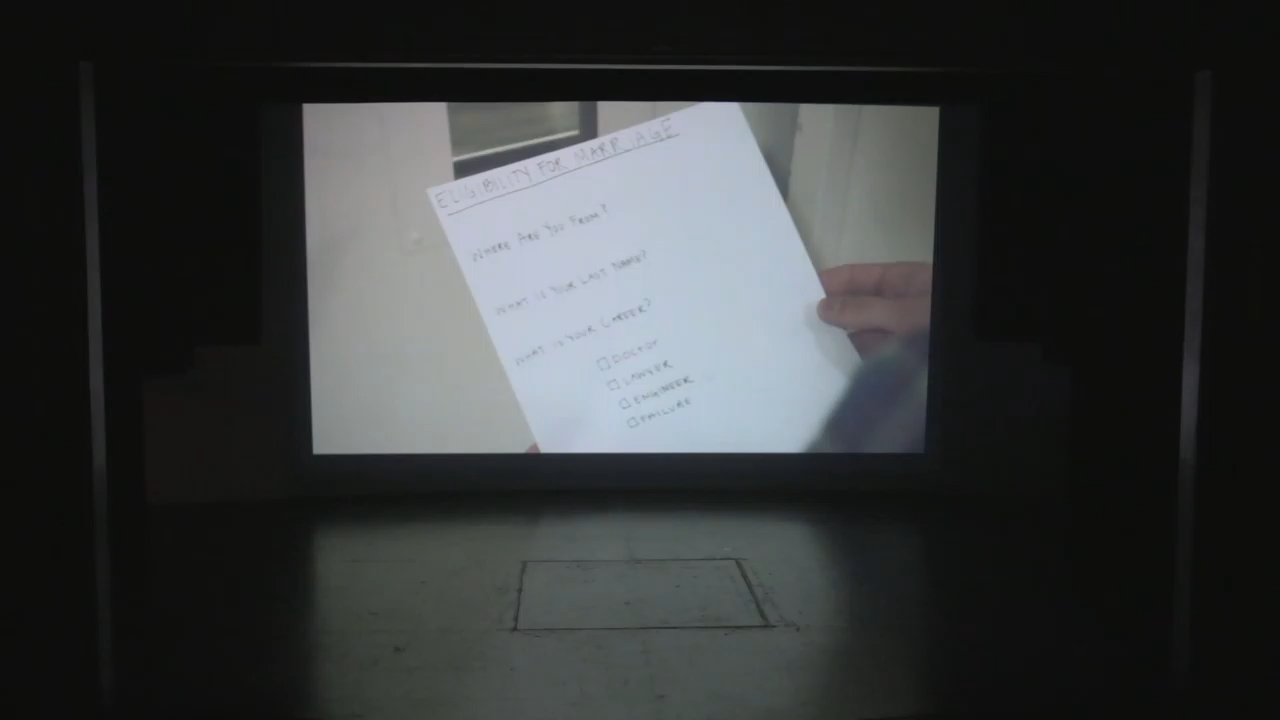 ELIGIBILITY FOR MARRIAGE
WHERE ARE YOU FROM?
WHAT IS YOUR LAST NAME?
WHAT IS YOUR CAREER?
DOCTOR
LAWYER
ENGINEER
FAILURE